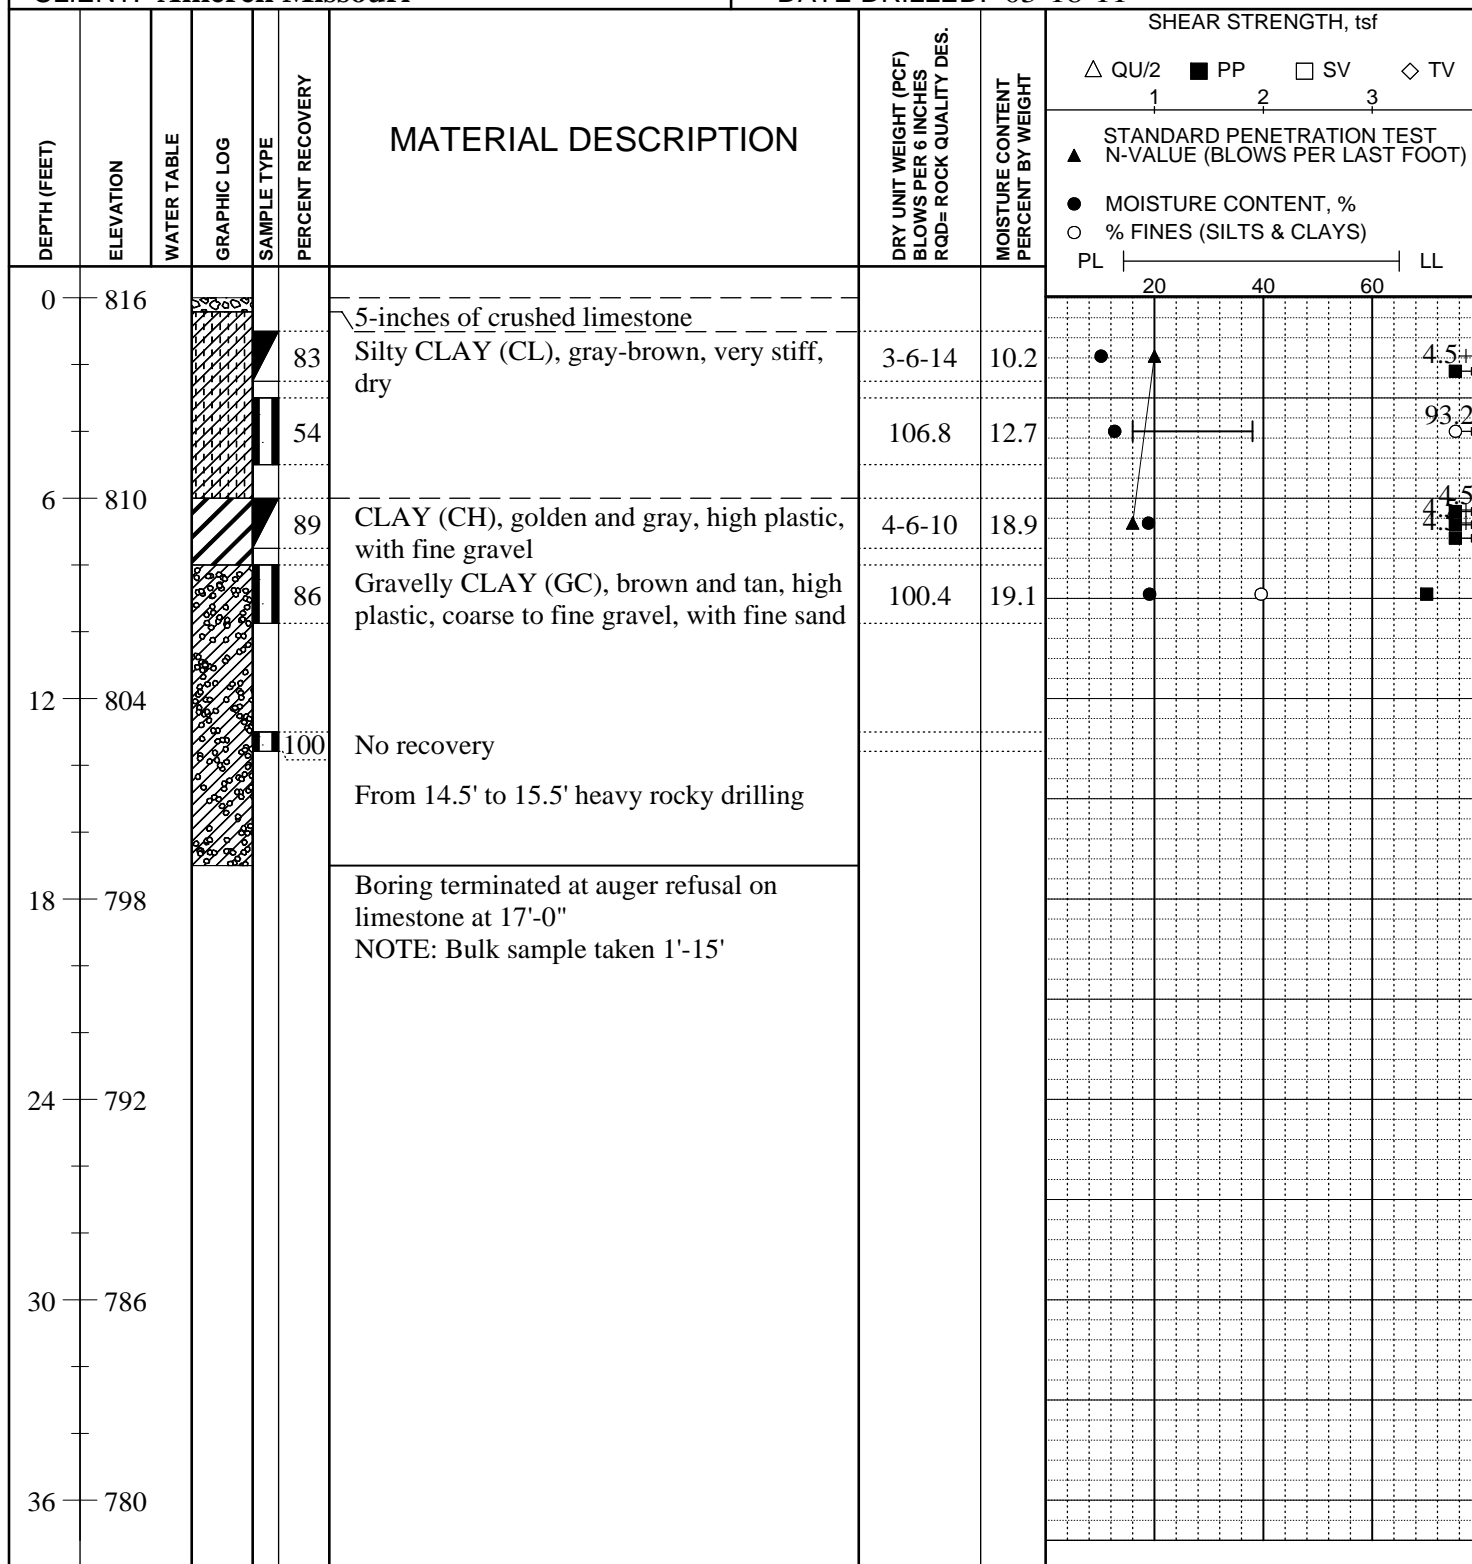 SHEAR STRENGTH, tsf
△ QU/2 ■ PP □ SV ◇ TV
1 2 3
STANDARD PENETRATION TEST
▲ N-VALUE (BLOWS PER LAST FOOT)
● MOISTURE CONTENT, %
○ % FINES (SILTS & CLAYS)
PL LL
20 40 60
DEPTH (FEET)
ELEVATION
WATER TABLE
GRAPHIC LOG
SAMPLE TYPE
PERCENT RECOVERY
MATERIAL DESCRIPTION
DRY UNIT WEIGHT (PCF)
BLOWS PER 6 INCHES
RQD= ROCK QUALITY DES.
MOISTURE CONTENT
PERCENT BY WEIGHT
0 816
5-inches of crushed limestone
83 Silty CLAY (CL), gray-brown, very stiff, 3-6-14 10.2 4.5+
dry
93.2
54 106.8 12.7
6 810
4.5
89 CLAY (CH), golden and gray, high plastic, 4-6-10 18.9
with fine gravel
86 Gravelly CLAY (GC), brown and tan, high 100.4 19.1
plastic, coarse to fine gravel, with fine sand
12 804
100 No recovery
From 14.5' to 15.5' heavy rocky drilling
Boring terminated at auger refusal on
18 798
limestone at 17'-0"
NOTE: Bulk sample taken 1'-15'
24 792
30 786
36 780